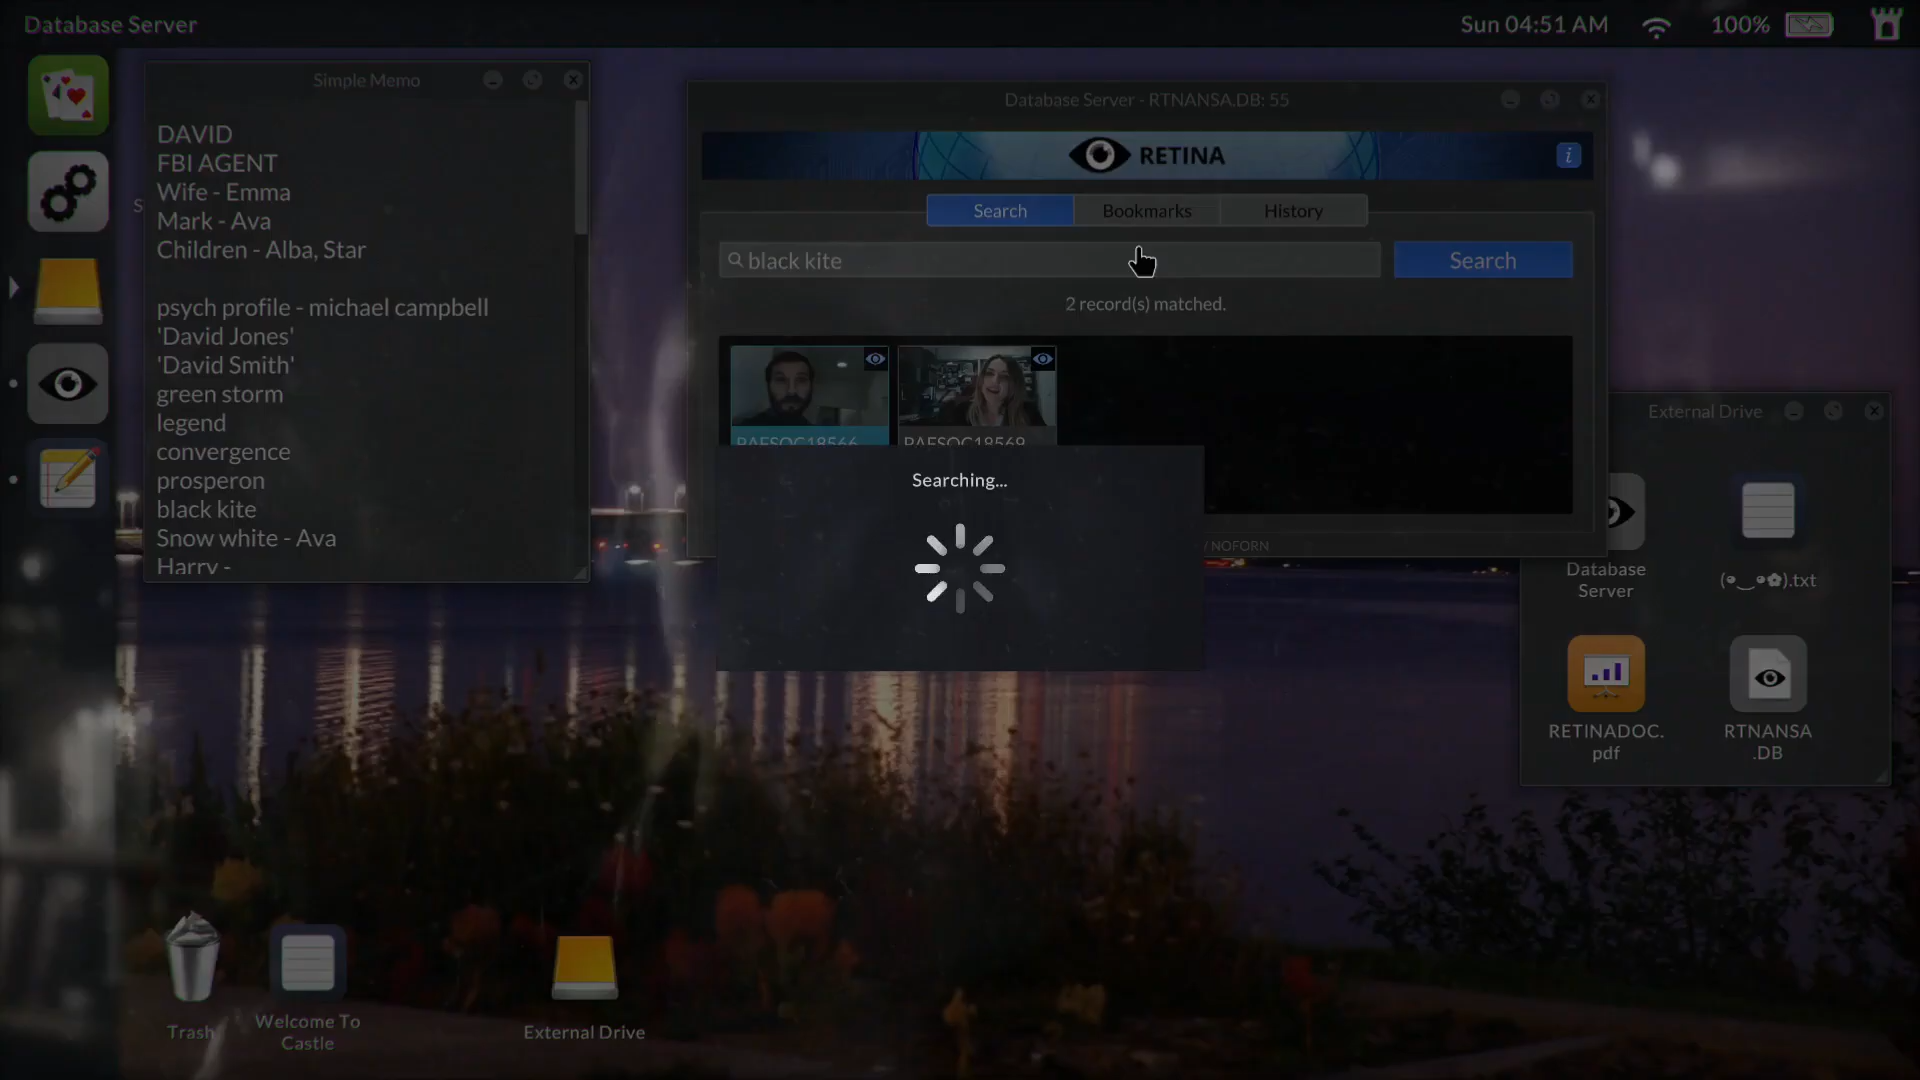 Database Server
Sun 04:51 AM
100%
Simple Memo
DAVID
FBI AGENT
Wife - Emma
Mark - Ava
Children - Alba, Star
psych profile - michael campbell
'David Jones'
'David Smith'
green storm
legend
convergence
prosperon
black kite
Snow white - Ava
Harry -
S
Database Server - RTNANSA.DB: 55
RETINA
i
Search
Bookmarks
History
black kite
Search
2 record(s) matched.
RAFSOC18566
RAFSOC18569
Searching...
/ NOFORN
External Drive
Database
Server
(•‿•✿).txt
RETINADOC.
pdf
RTNANSA
.DB
Trash
Welcome To
Castle
External Drive